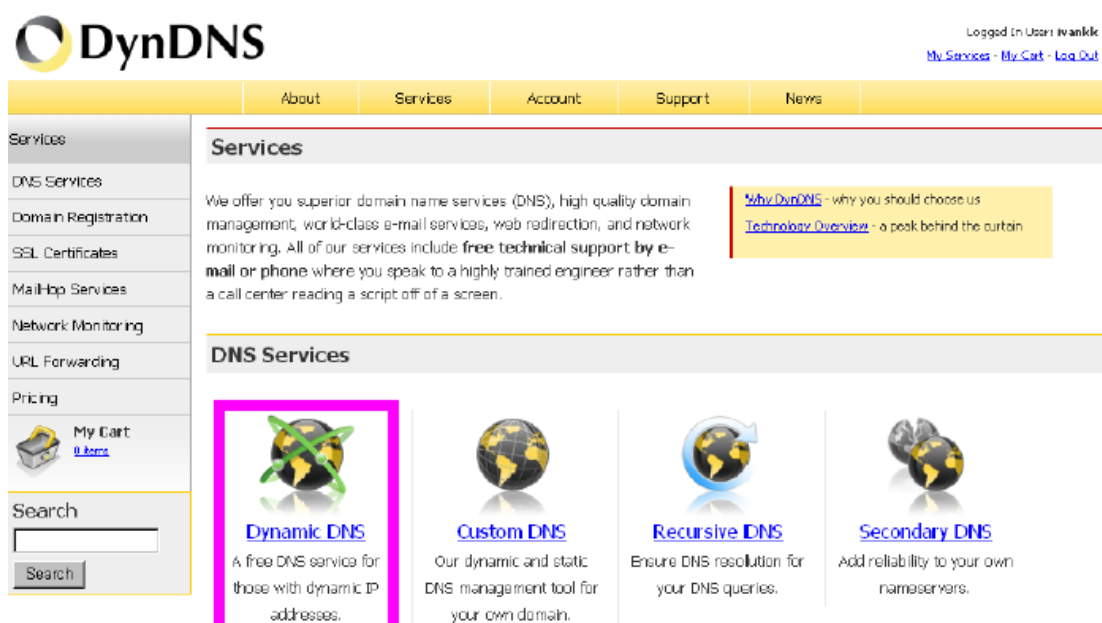 DynDNS
Logged In User: ivankk
My Services - My Cart - Log Out
About Services Account Support News
Services
DNS Services
Domain Registration
SSL Certificates
MailHop Services
Network Monitoring
URL Forwarding
Pricing
My Cart
0 items
Search
Search
Services
We offer you superior domain name services (DNS), high quality domain
management, world-class e-mail services, web redirection, and network
monitoring. All of our services include free technical support by e-
mail or phone where you speak to a highly trained engineer rather than
a call center reading a script off of a screen.
Why DynDNS - why you should choose us
Technology Overview - a peak behind the curtain
DNS Services
Dynamic DNS
A free DNS service for
those with dynamic IP
addresses.
Custom DNS
Our dynamic and static
DNS management tool for
your own domain.
Recursive DNS
Ensure DNS resolution for
your DNS queries.
Secondary DNS
Add reliability to your own
nameservers.